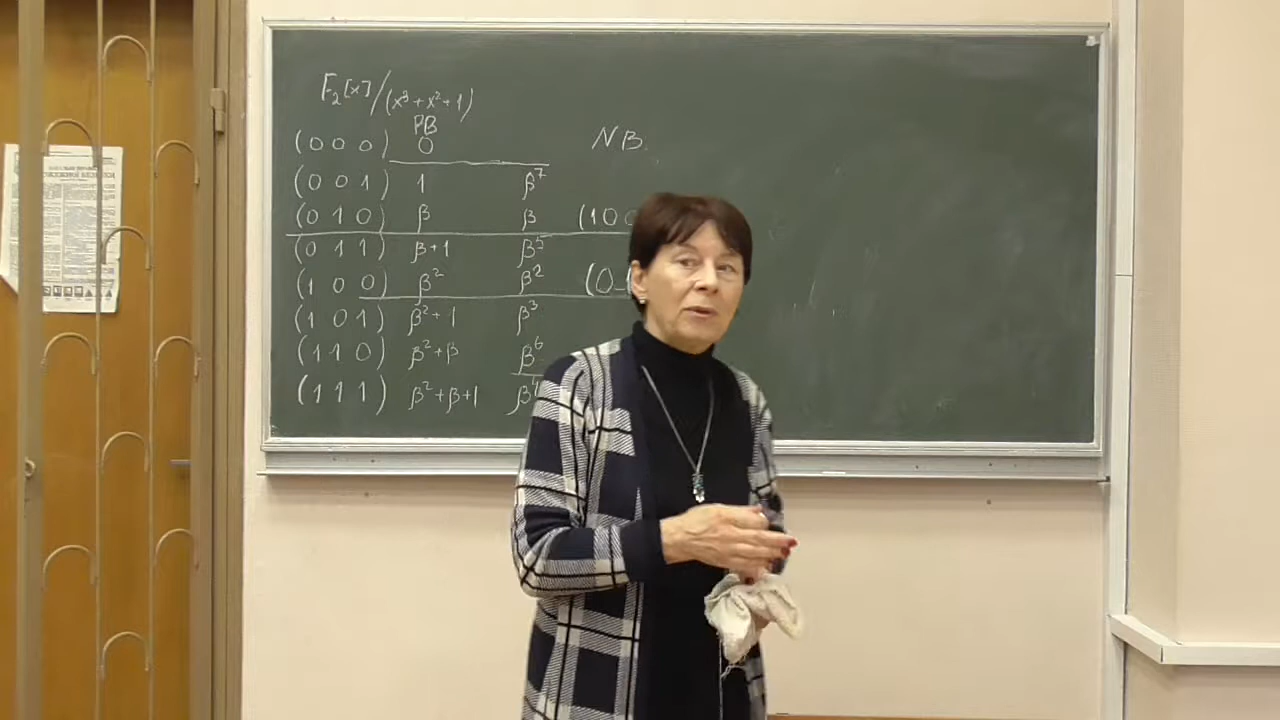 F₂[x]/(x³+x²+1)
PB NB
(0 0 0) 0
(0 0 1) 1 β⁷
(0 1 0) β β (1 0 0
(0 1 1) β+1 β⁵
(1 0 0) β² β² (0 1
(1 0 1) β²+1 β³
(1 1 0) β²+β β⁶
(1 1 1) β²+β+1 β⁴